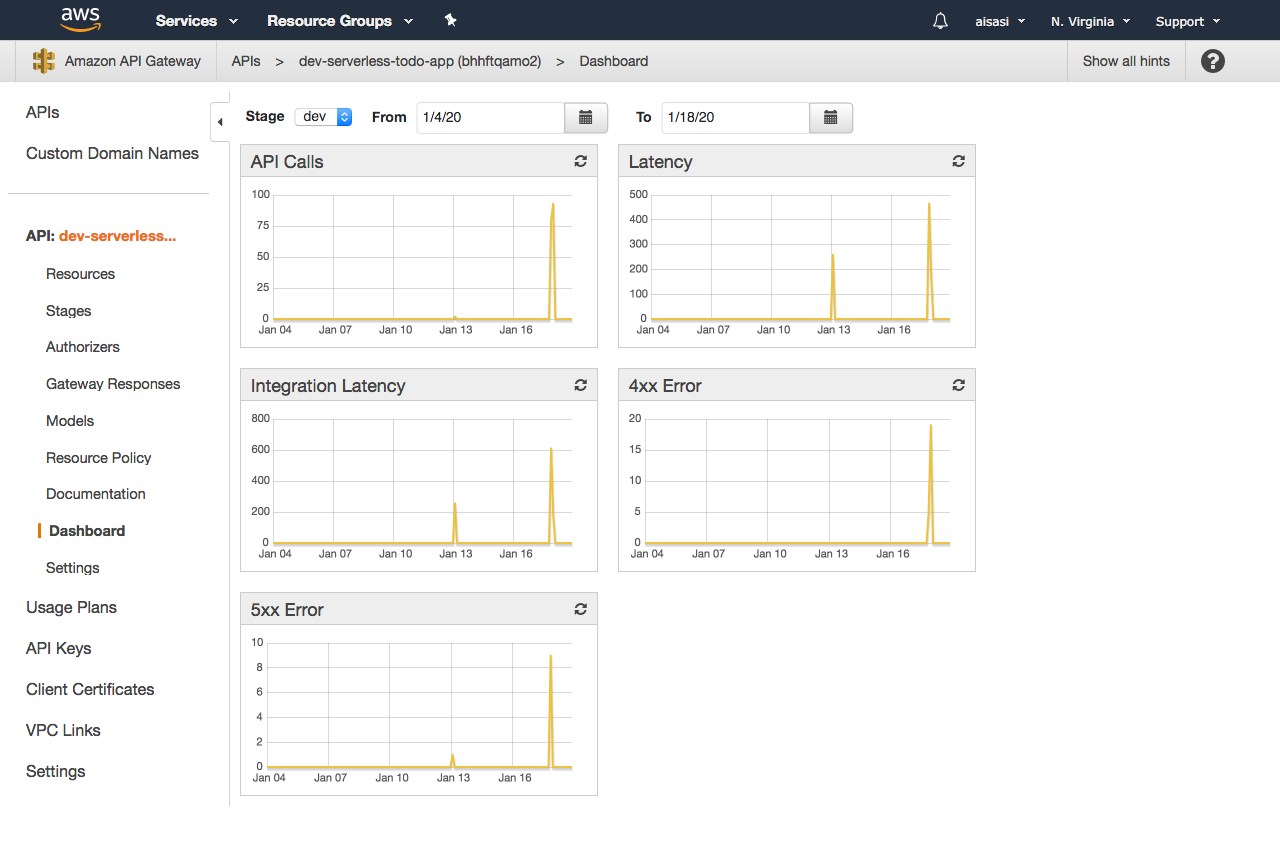 aws Services Resource Groups aisasi N. Virginia Support
Amazon API Gateway APIs > dev-serverless-todo-app (bhhftqamo2) > Dashboard Show all hints ?
APIs
Custom Domain Names
API: dev-serverless...
Resources
Stages
Authorizers
Gateway Responses
Models
Resource Policy
Documentation
Dashboard
Settings
Usage Plans
API Keys
Client Certificates
VPC Links
Settings
Stage dev From 1/4/20 To 1/18/20
API Calls
100
75
50
25
0
Jan 04 Jan 07 Jan 10 Jan 13 Jan 16
Latency
500
400
300
200
100
0
Jan 04 Jan 07 Jan 10 Jan 13 Jan 16
Integration Latency
800
600
400
200
0
Jan 04 Jan 07 Jan 10 Jan 13 Jan 16
4xx Error
20
15
10
5
0
Jan 04 Jan 07 Jan 10 Jan 13 Jan 16
5xx Error
10
8
6
4
2
0
Jan 04 Jan 07 Jan 10 Jan 13 Jan 16